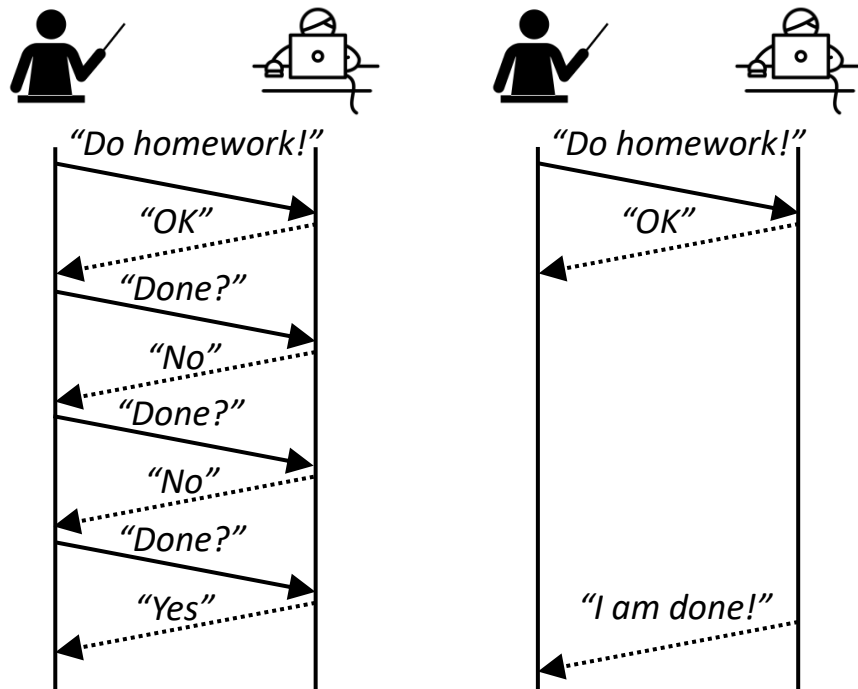 “Do homework!”
“OK”
“Done?”
“No”
“Done?”
“No”
“Done?”
“Yes”
“Do homework!”
“OK”
“I am done!”